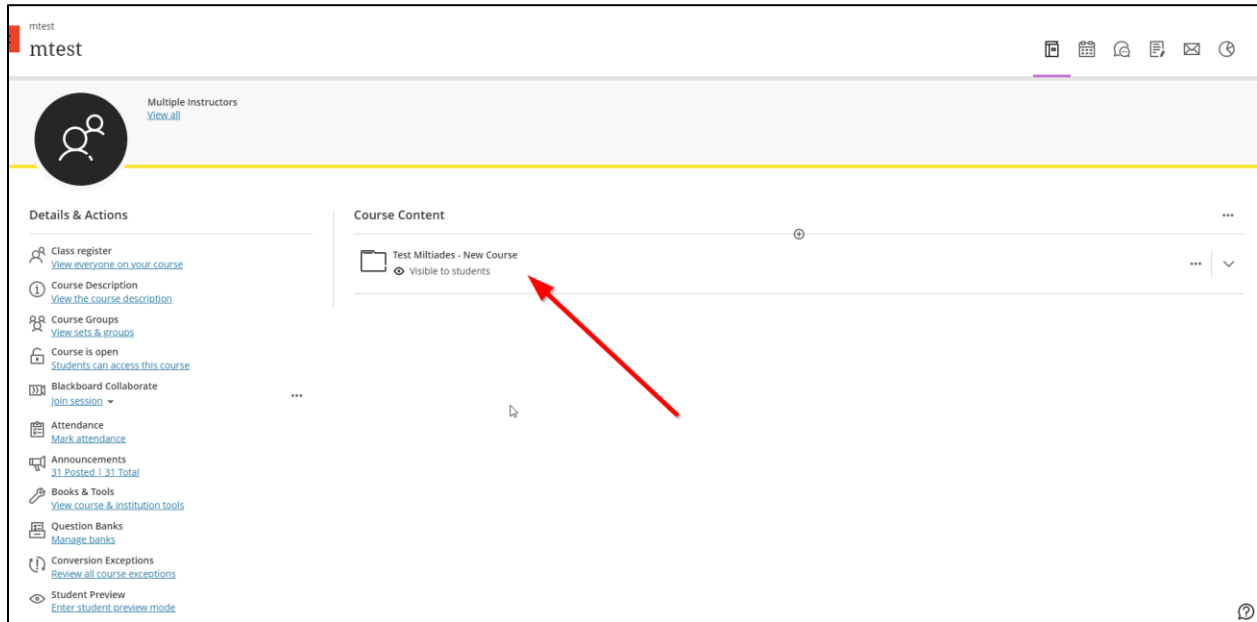 mtest
mtest
Multiple Instructors
View all
Details & Actions
Class register
View everyone on your course
Course Description
View the course description
Course Groups
View sets & groups
Course is open
Students can access this course
Blackboard Collaborate
Join session
Attendance
Mark attendance
Announcements
31 Posted | 31 Total
Books & Tools
View course & institution tools
Question Banks
Manage banks
Conversion Exceptions
Review all course exceptions
Student Preview
Enter student preview mode
Course Content
Test Miltiades - New Course
Visible to students